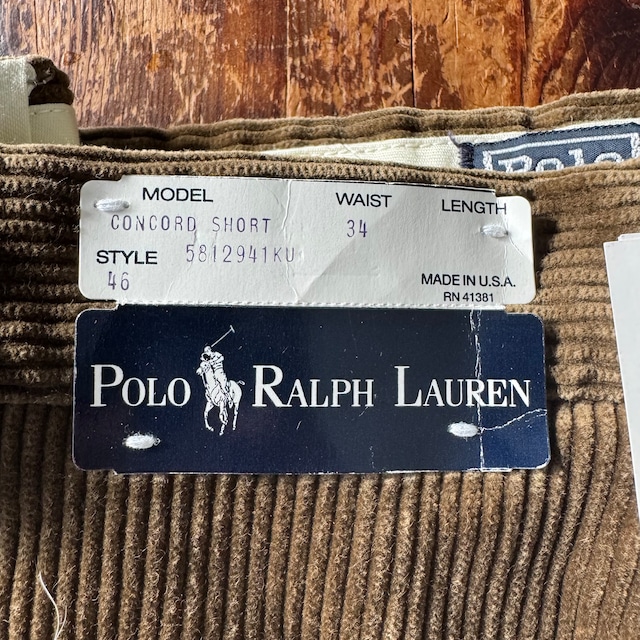 Polo
MODEL WAIST LENGTH
CONCORD SHORT 34
STYLE 5812941KU
46
MADE IN U.S.A.
RN 41381
POLO RALPH LAUREN